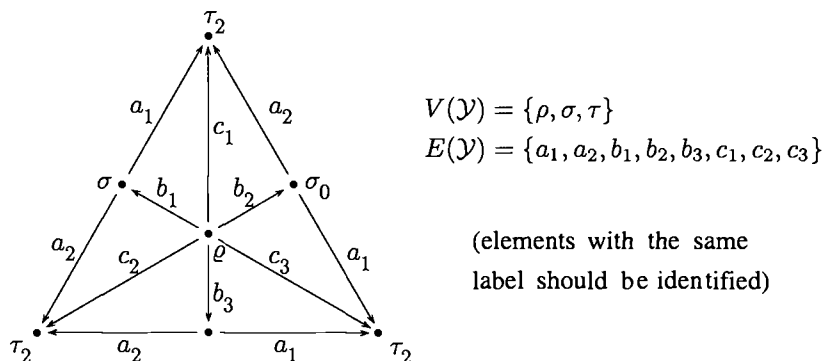 τ₂
a₁ a₂
c₁
V(𝒴) = {ρ, σ, τ}
E(𝒴) = {a₁, a₂, b₁, b₂, b₃, c₁, c₂, c₃}
σ b₁ b₂ σ₀
a₂ c₂ ϱ c₃ a₁
b₃
(elements with the same
label should be identified)
τ₂ a₂ a₁ τ₂